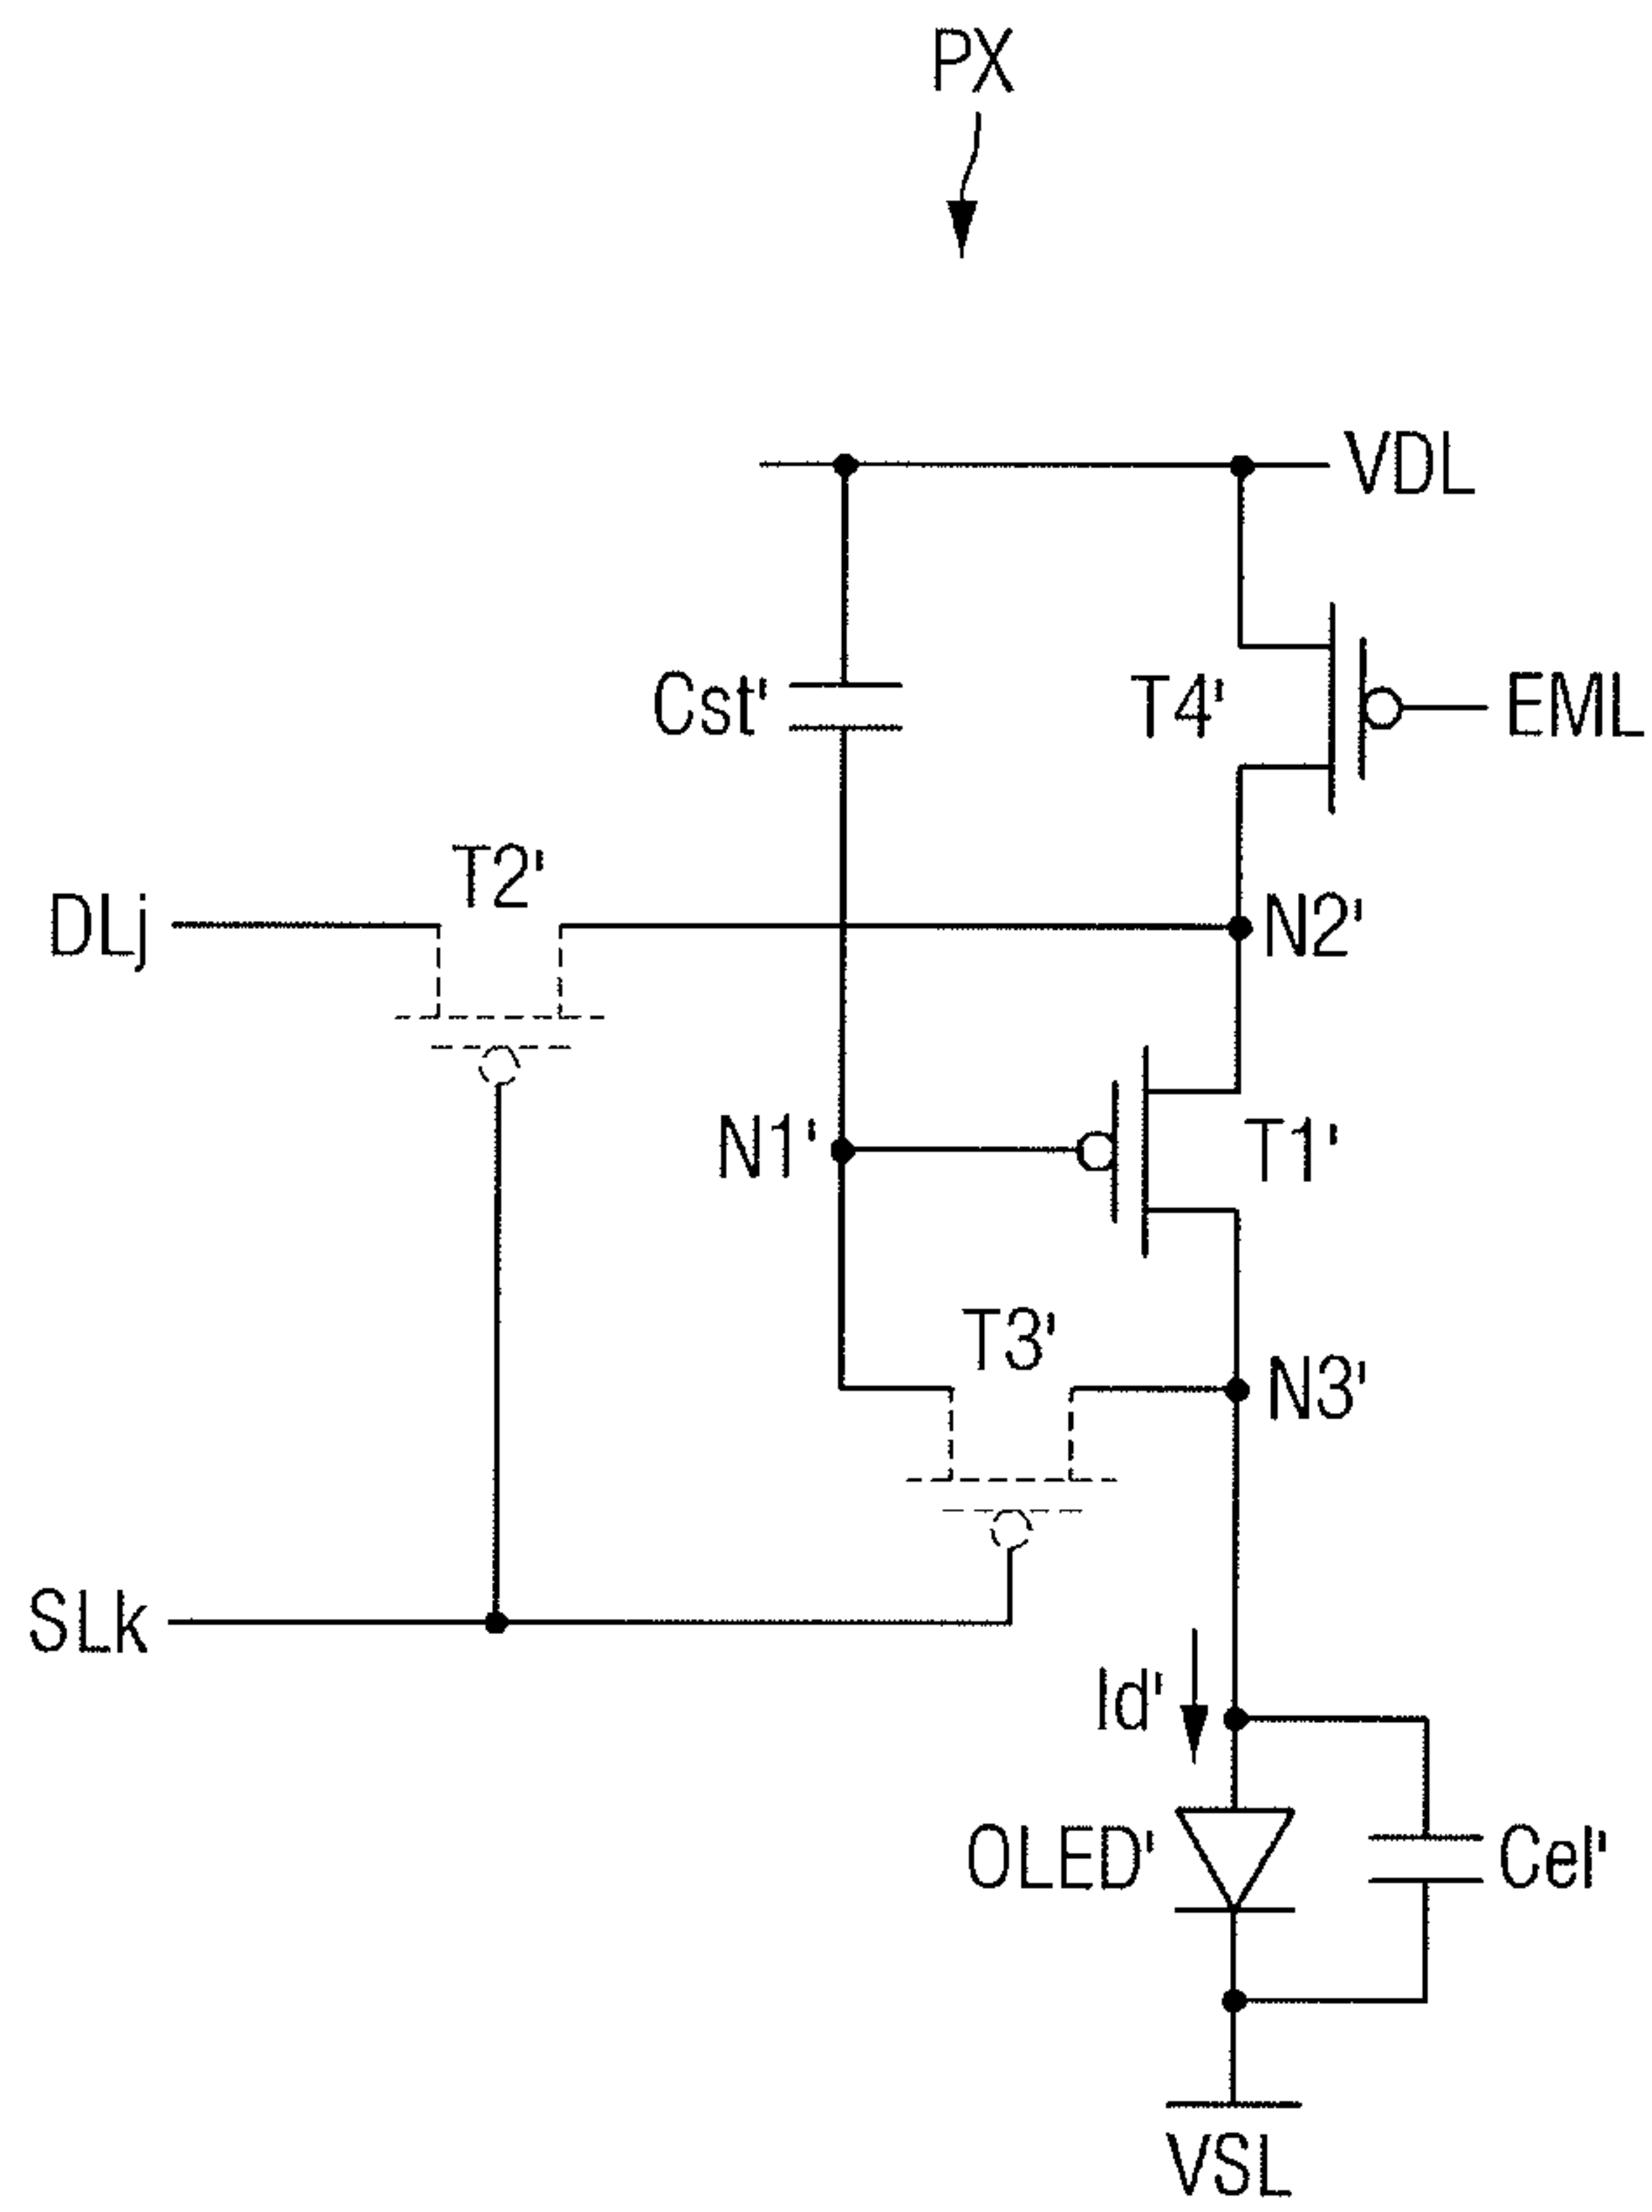 PX
VDL
Cst'
T4'
EML
T2'
DLj
N2'
N1'
T1'
T3'
N3'
SLk
Id'
OLED'
Cel'
VSL